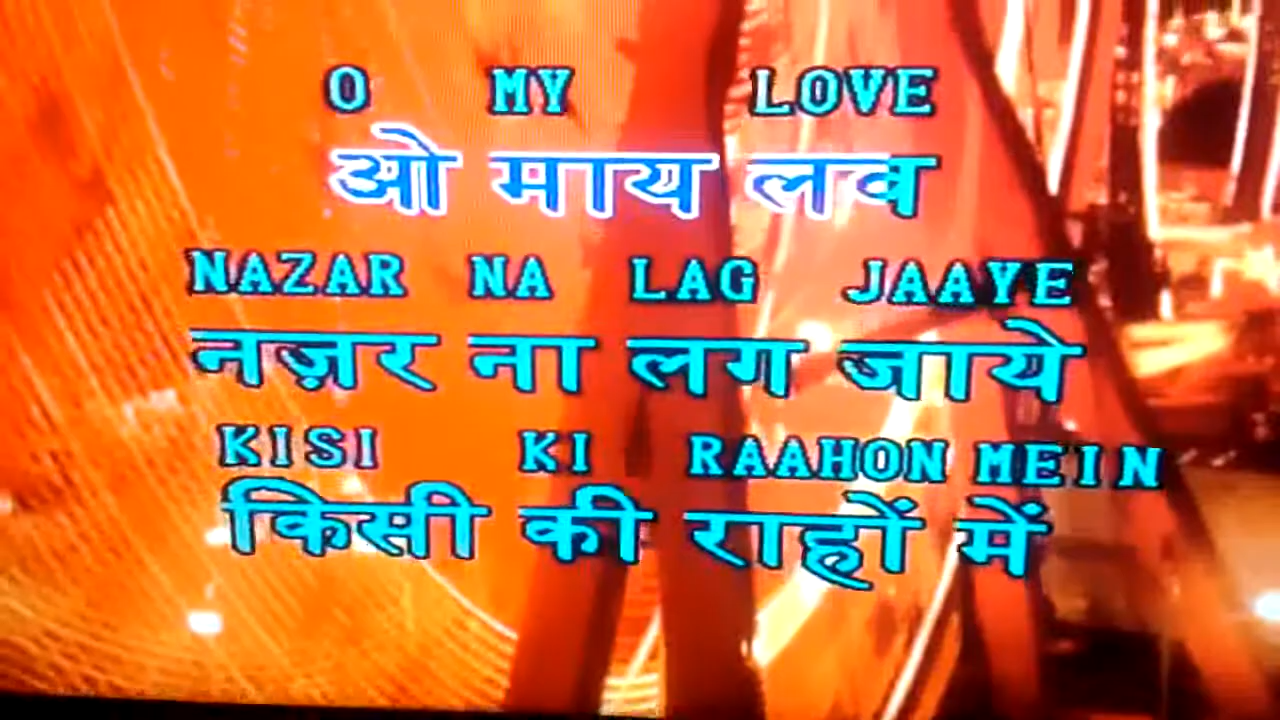 O MY LOVE
ओ माय लव
NAZAR NA LAG JAAYE
नज़र ना लग जाये
KISI KI RAAHON MEIN
किसी की राहों में